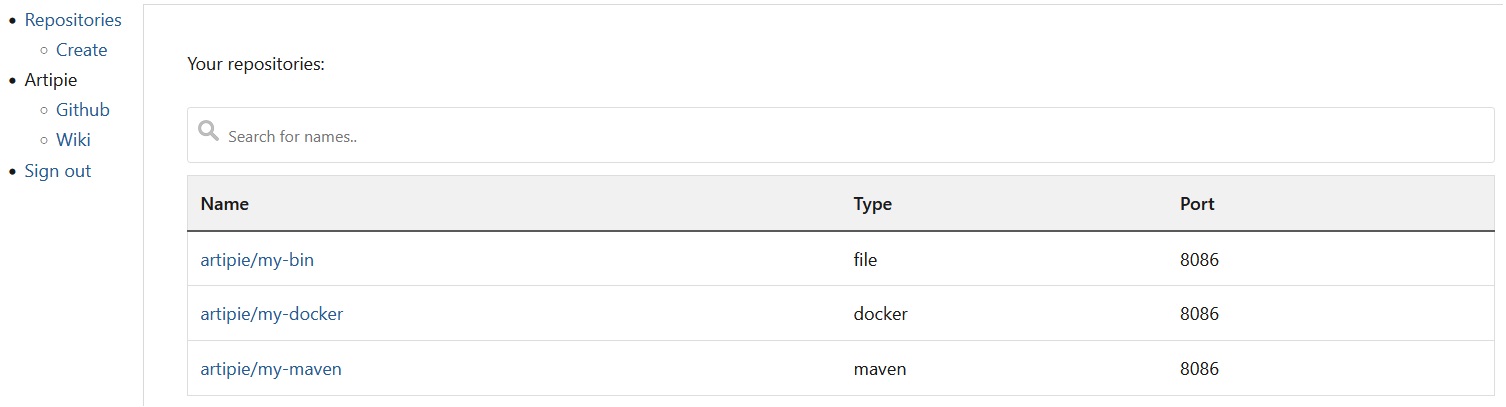 Repositories
Create
Artipie
Github
Wiki
Sign out
Your repositories:
Search for names..
Name Type Port
artipie/my-bin file 8086
artipie/my-docker docker 8086
artipie/my-maven maven 8086